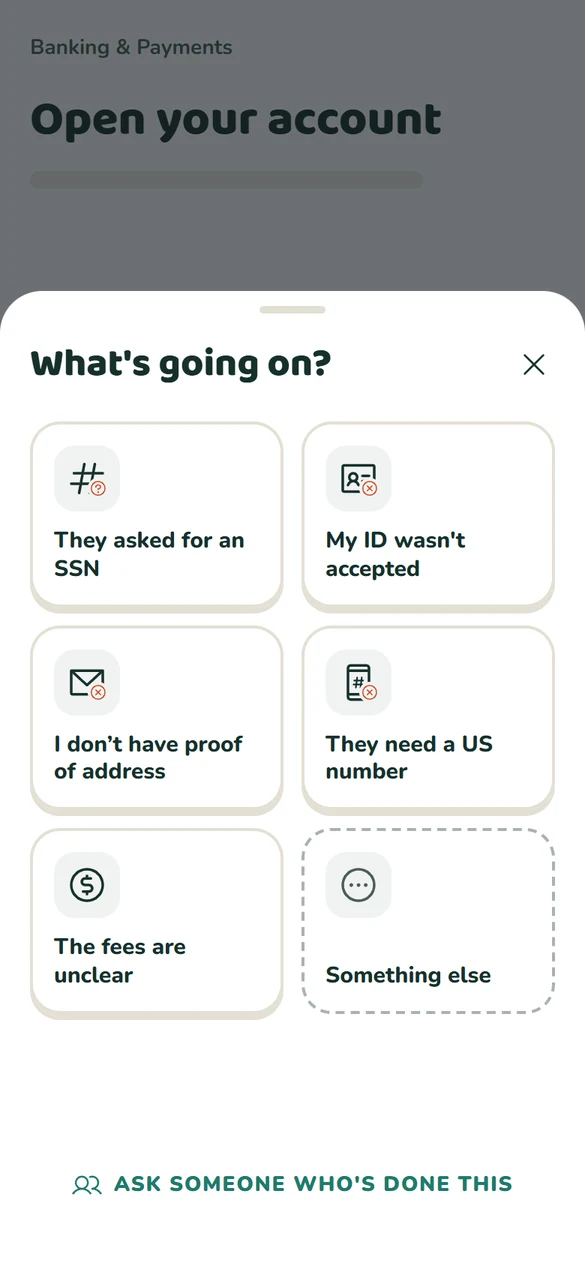 Banking & Payments
Open your account
What's going on?
They asked for an
SSN
My ID wasn't
accepted
I don’t have proof
of address
They need a US
number
The fees are
unclear
Something else
ASK SOMEONE WHO'S DONE THIS